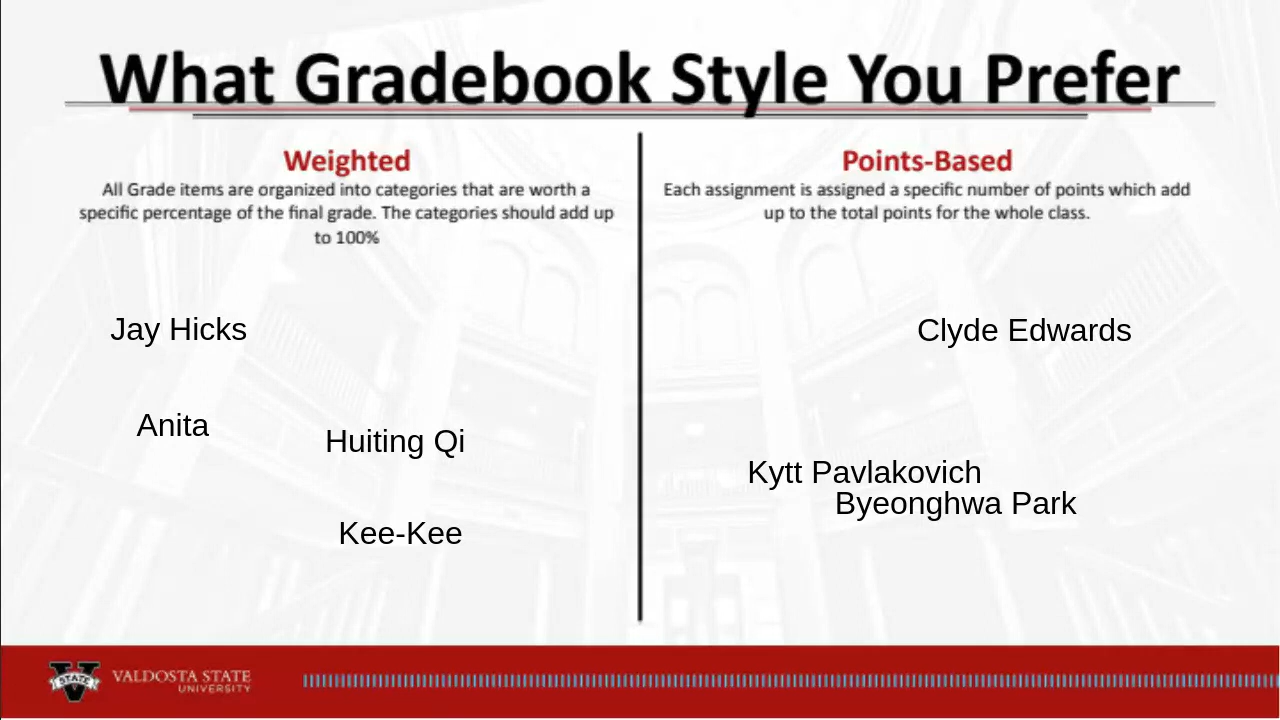 What Gradebook Style You Prefer
Weighted
All Grade items are organized into categories that are worth a
specific percentage of the final grade. The categories should add up
to 100%
Jay Hicks
Anita
Huiting Qi
Kee-Kee
Points-Based
Each assignment is assigned a specific number of points which add
up to the total points for the whole class.
Clyde Edwards
Kytt Pavlakovich
Byeonghwa Park
V
STATE
VALDOSTA STATE
UNIVERSITY